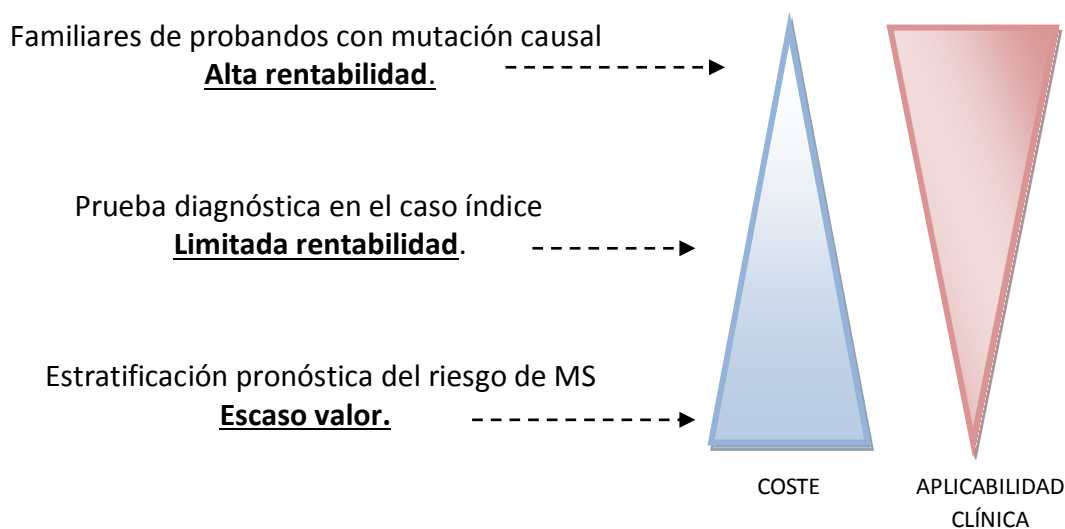 Familiares de probandos con mutación causal
Alta rentabilidad.
Prueba diagnóstica en el caso índice
Limitada rentabilidad.
Estratificación pronóstica del riesgo de MS
Escaso valor.
COSTE
APLICABILIDAD
CLÍNICA